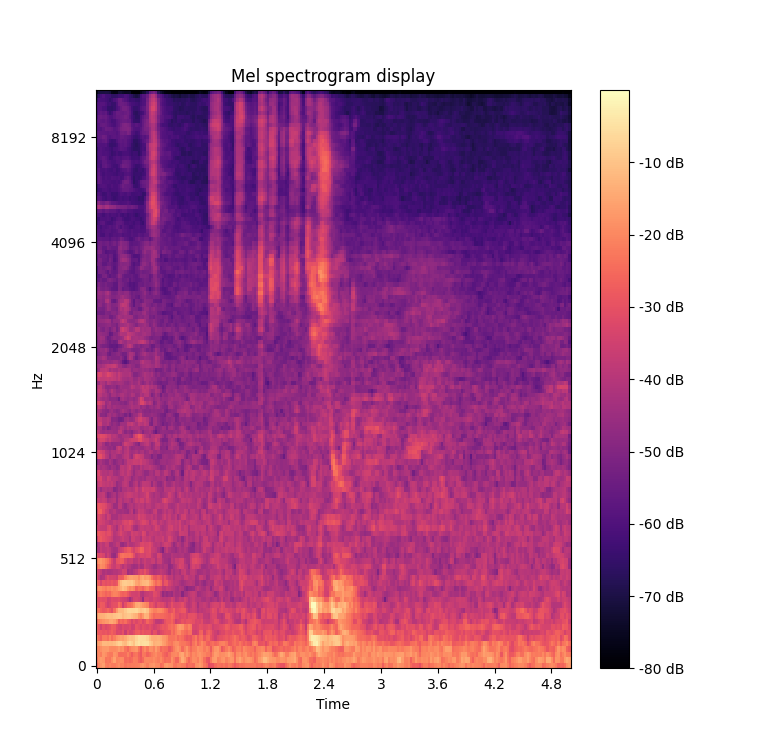 Mel spectrogram display
8192
4096
2048
1024
512
0
Hz
0 0.6 1.2 1.8 2.4 3 3.6 4.2 4.8
Time
-10 dB
-20 dB
-30 dB
-40 dB
-50 dB
-60 dB
-70 dB
-80 dB